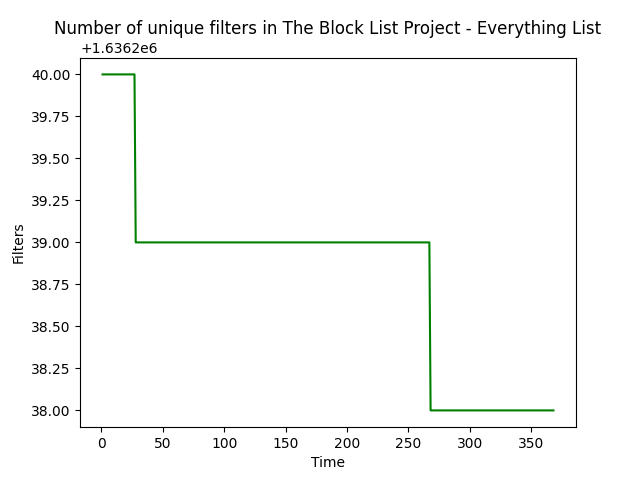 Number of unique filters in The Block List Project - Everything List
+1.6362e6
40.00
39.75
39.50
39.25
39.00
38.75
38.50
38.25
38.00
Filters
0 50 100 150 200 250 300 350
Time